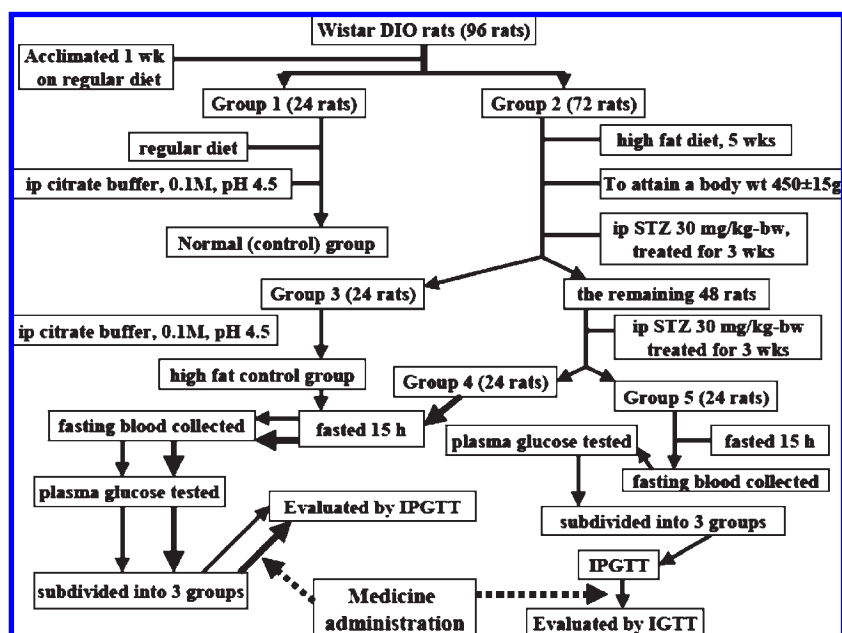 Wistar DIO rats (96 rats)
Acclimated 1 wk
on regular diet
Group 1 (24 rats)
Group 2 (72 rats)
regular diet
high fat diet, 5 wks
ip citrate buffer, 0.1M, pH 4.5
To attain a body wt 450±15g
Normal (control) group
ip STZ 30 mg/kg-bw,
treated for 3 wks
Group 3 (24 rats)
the remaining 48 rats
ip citrate buffer, 0.1M, pH 4.5
ip STZ 30 mg/kg-bw
treated for 3 wks
high fat control group
Group 4 (24 rats)
Group 5 (24 rats)
fasting blood collected
fasted 15 h
plasma glucose tested
fasted 15 h
plasma glucose tested
fasting blood collected
Evaluated by IPGTT
subdivided into 3 groups
IPGTT
subdivided into 3 groups
Medicine
administration
Evaluated by IGTT